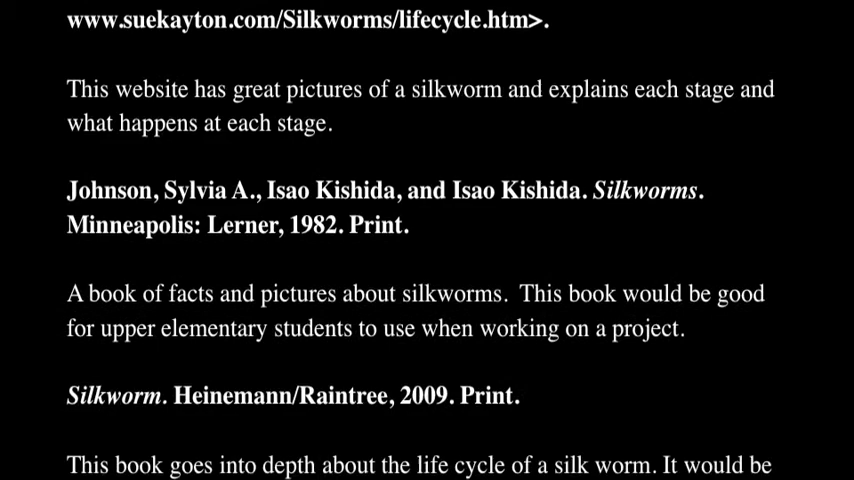 www.suekayton.com/Silkworms/lifecycle.htm>.
This website has great pictures of a silkworm and explains each stage and
what happens at each stage.
Johnson, Sylvia A., Isao Kishida, and Isao Kishida. Silkworms.
Minneapolis: Lerner, 1982. Print.
A book of facts and pictures about silkworms.  This book would be good
for upper elementary students to use when working on a project.
Silkworm. Heinemann/Raintree, 2009. Print.
This book goes into depth about the life cycle of a silk worm. It would be